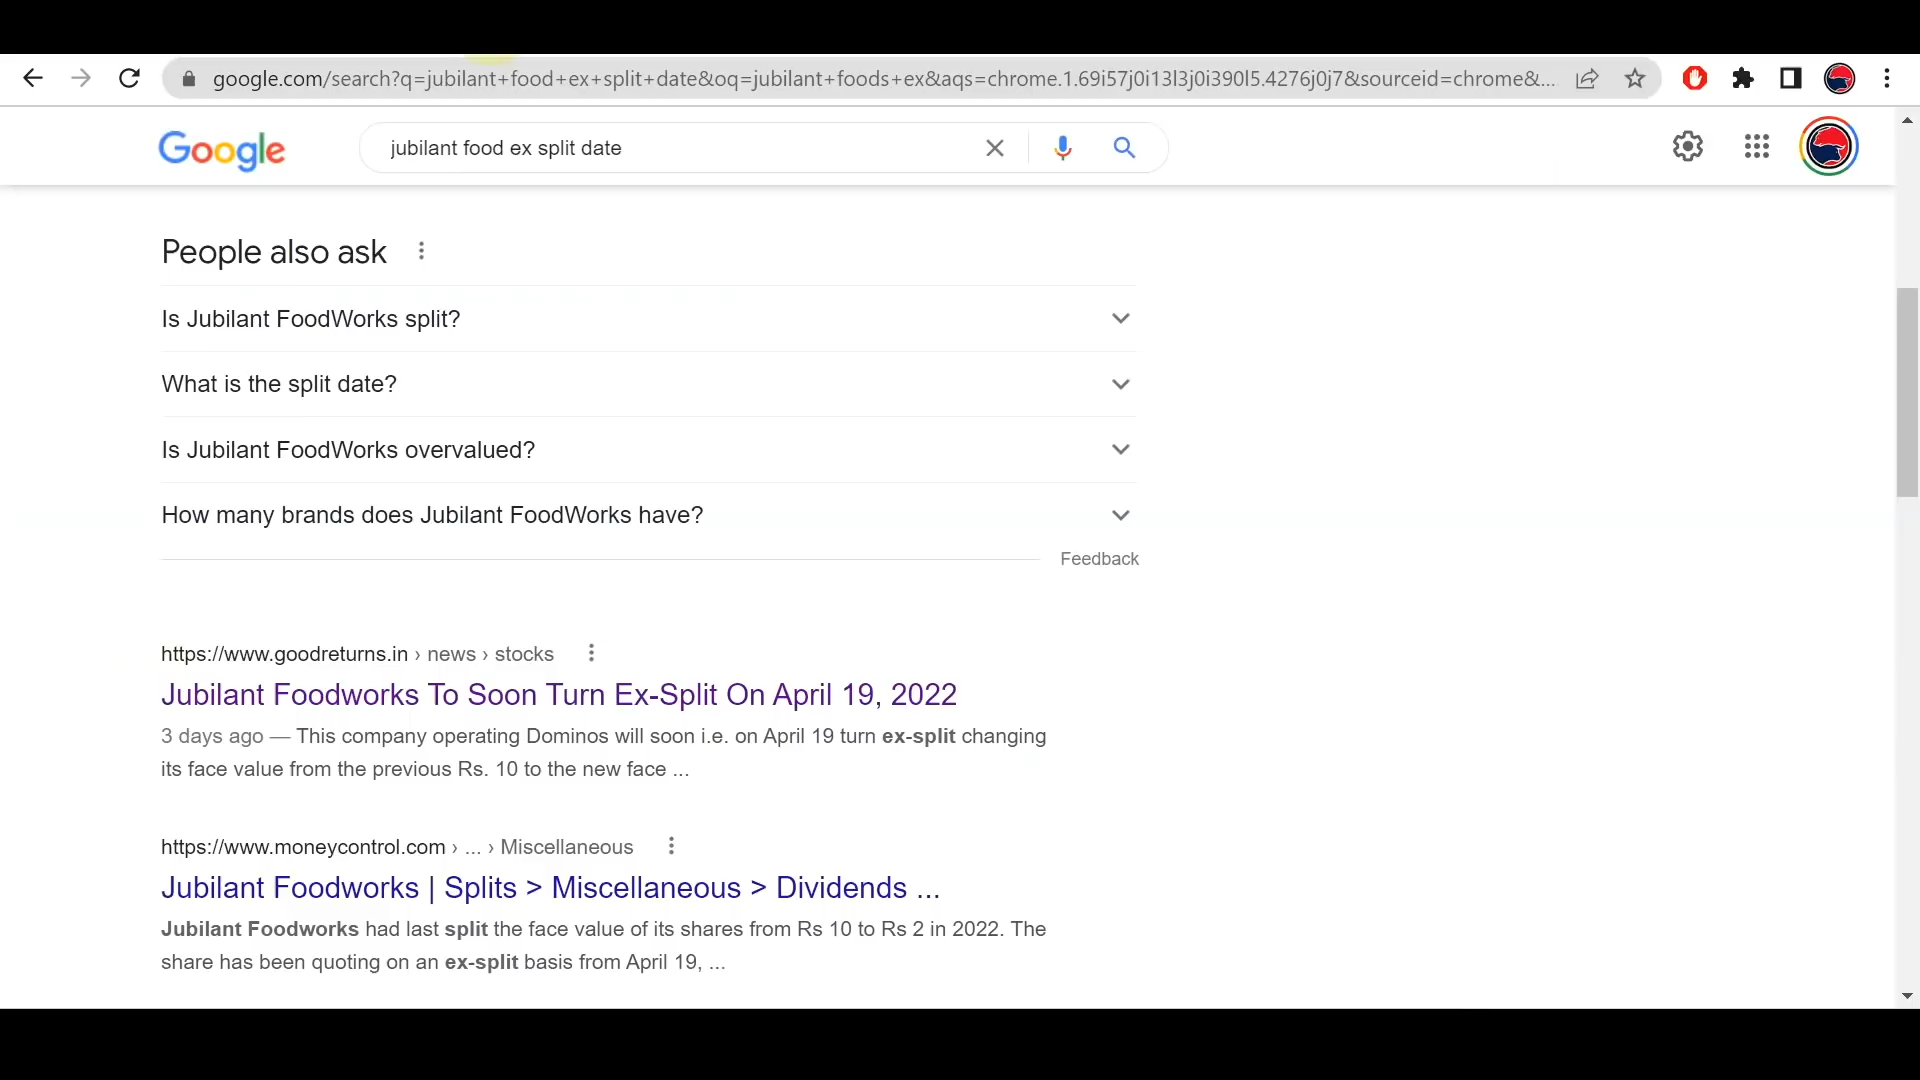 google.com/search?q=jubilant+food+ex+split+date&oq=jubilant+foods+ex&aqs=chrome.1.69i57j0i13l3j0i390l5.4276j0j7&sourceid=chrome&...
Google
jubilant food ex split date
People also ask
Is Jubilant FoodWorks split?
What is the split date?
Is Jubilant FoodWorks overvalued?
How many brands does Jubilant FoodWorks have?
Feedback
https://www.goodreturns.in › news › stocks
Jubilant Foodworks To Soon Turn Ex-Split On April 19, 2022
3 days ago — This company operating Dominos will soon i.e. on April 19 turn ex-split changing
its face value from the previous Rs. 10 to the new face ...
https://www.moneycontrol.com › ... › Miscellaneous
Jubilant Foodworks | Splits > Miscellaneous > Dividends ...
Jubilant Foodworks had last split the face value of its shares from Rs 10 to Rs 2 in 2022. The
share has been quoting on an ex-split basis from April 19, ...